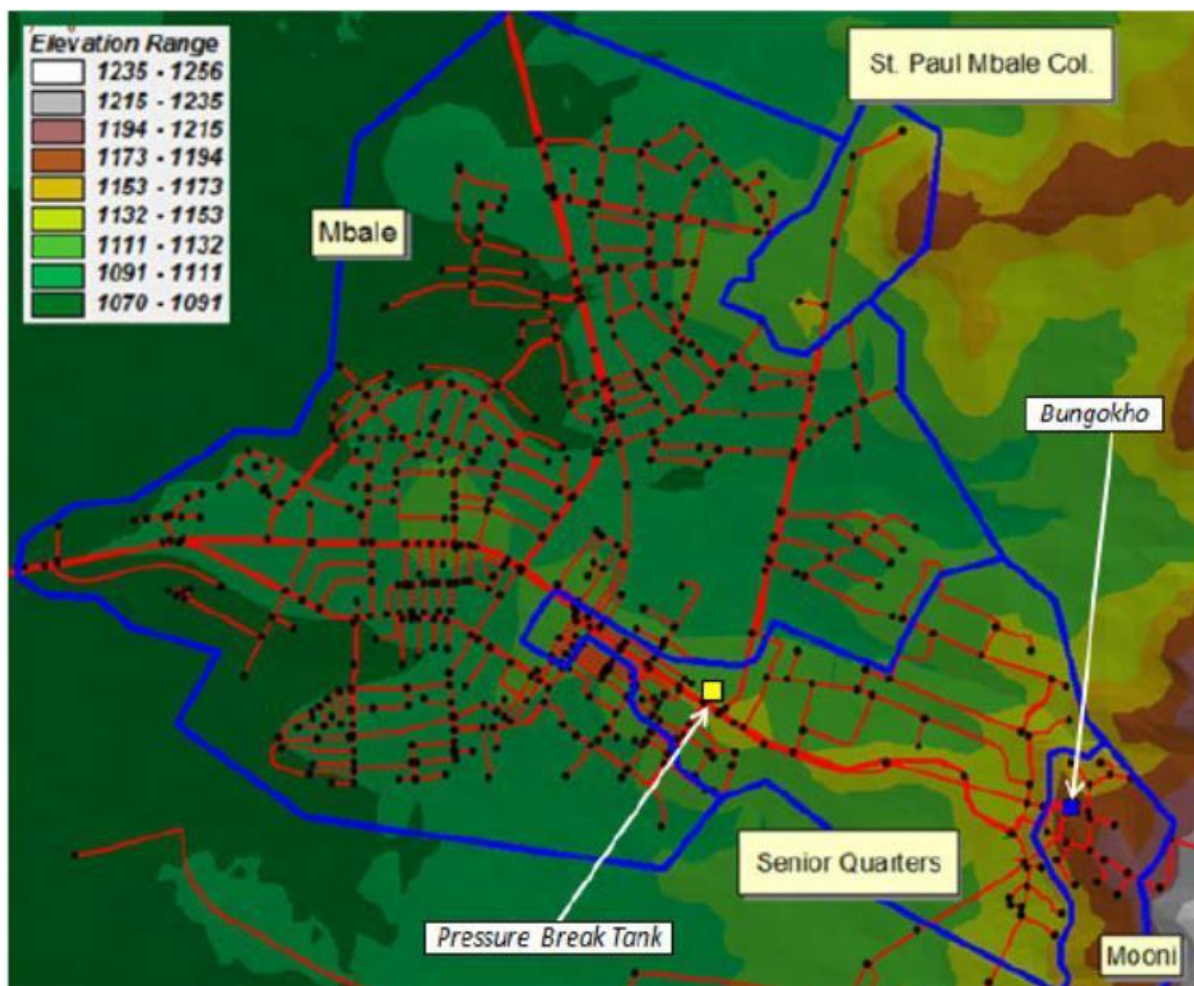 Elevation Range
1235 - 1256
1215 - 1235
1194 - 1215
1173 - 1194
1153 - 1173
1132 - 1153
1111 - 1132
1091 - 1111
1070 - 1091
St. Paul Mbale Col.
Mbale
Bungokho
Senior Quarters
Pressure Break Tank
Mooni